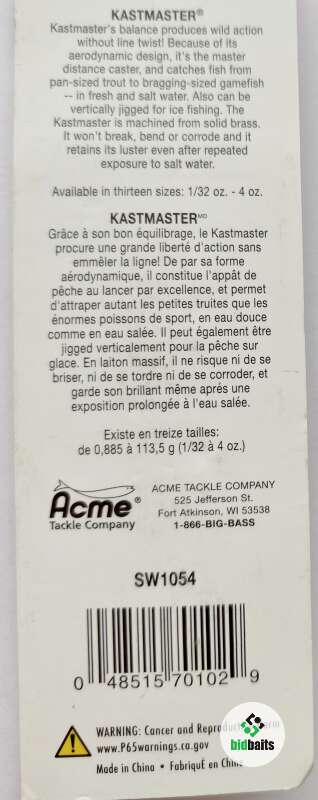 KASTMASTER®
Kastmaster's balance produces wild action
without line twist! Because of its
aerodynamic design, it's the master
distance caster, and catches fish from
pan-sized trout to bragging-sized gamefish
-- in fresh and salt water. Also can be
vertically jigged for ice fishing. The
Kastmaster is machined from solid brass.
It won't break, bend or corrode and it
retains its luster even after repeated
exposure to salt water.
Available in thirteen sizes: 1/32 oz. - 4 oz.
KASTMASTER MD
Grâce à son bon équilibrage, le Kastmaster
procure une grande liberté d'action sans
emmêler la ligne! De par sa forme
aérodynamique, il constitue l'appât de
pêche au lancer par excellence, et permet
d'attraper autant les petites truites que les
énormes poissons de sport, en eau douce
comme en eau salée. Il peut également être
jigged verticalement pour la pêche sur
glace. En laiton massif, il ne risque ni de se
briser, ni de se tordre ni de se corroder, et
garde son brillant même après une
exposition prolongée à l'eau salée.
Existe en treize tailles:
de 0,885 à 113,5 g (1/32 à 4 oz.)
Acme®
Tackle Company
ACME TACKLE COMPANY
525 Jefferson St.
Fort Atkinson, WI 53538
1-866-BIG-BASS
SW1054
0 48515 70102 9
WARNING: Cancer and
www.P65warnings.ca.gov
Made in China • Fabriqué en
bidbaits